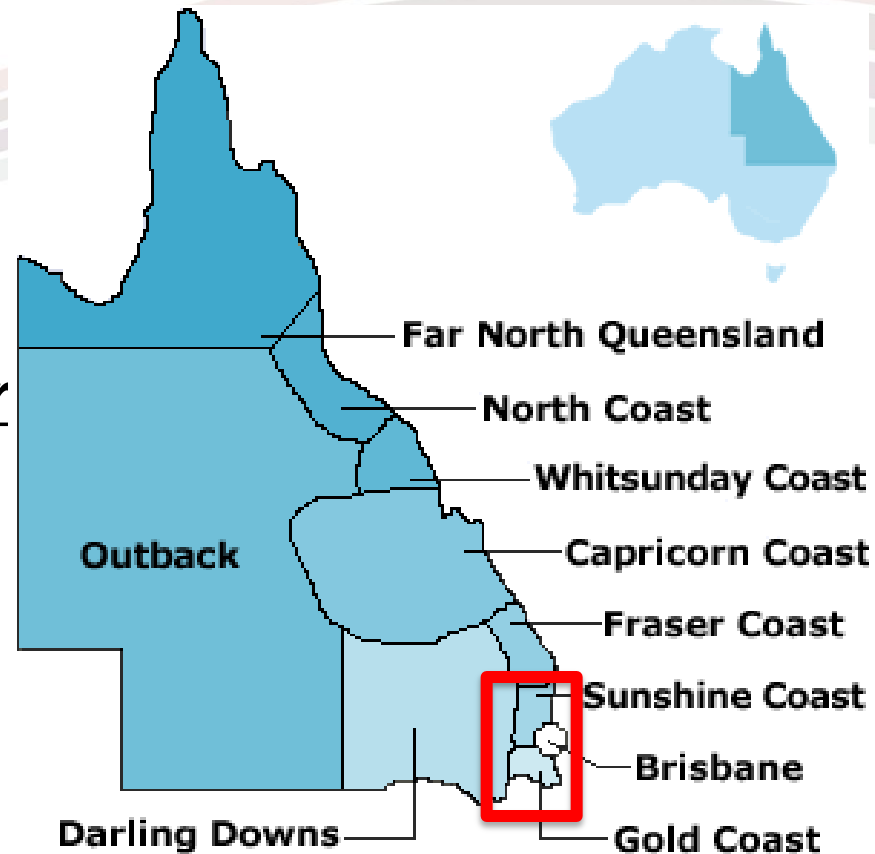 Far North Queensland
North Coast
Whitsunday Coast
Capricorn Coast
Outback
Fraser Coast
Sunshine Coast
Brisbane
Darling Downs
Gold Coast